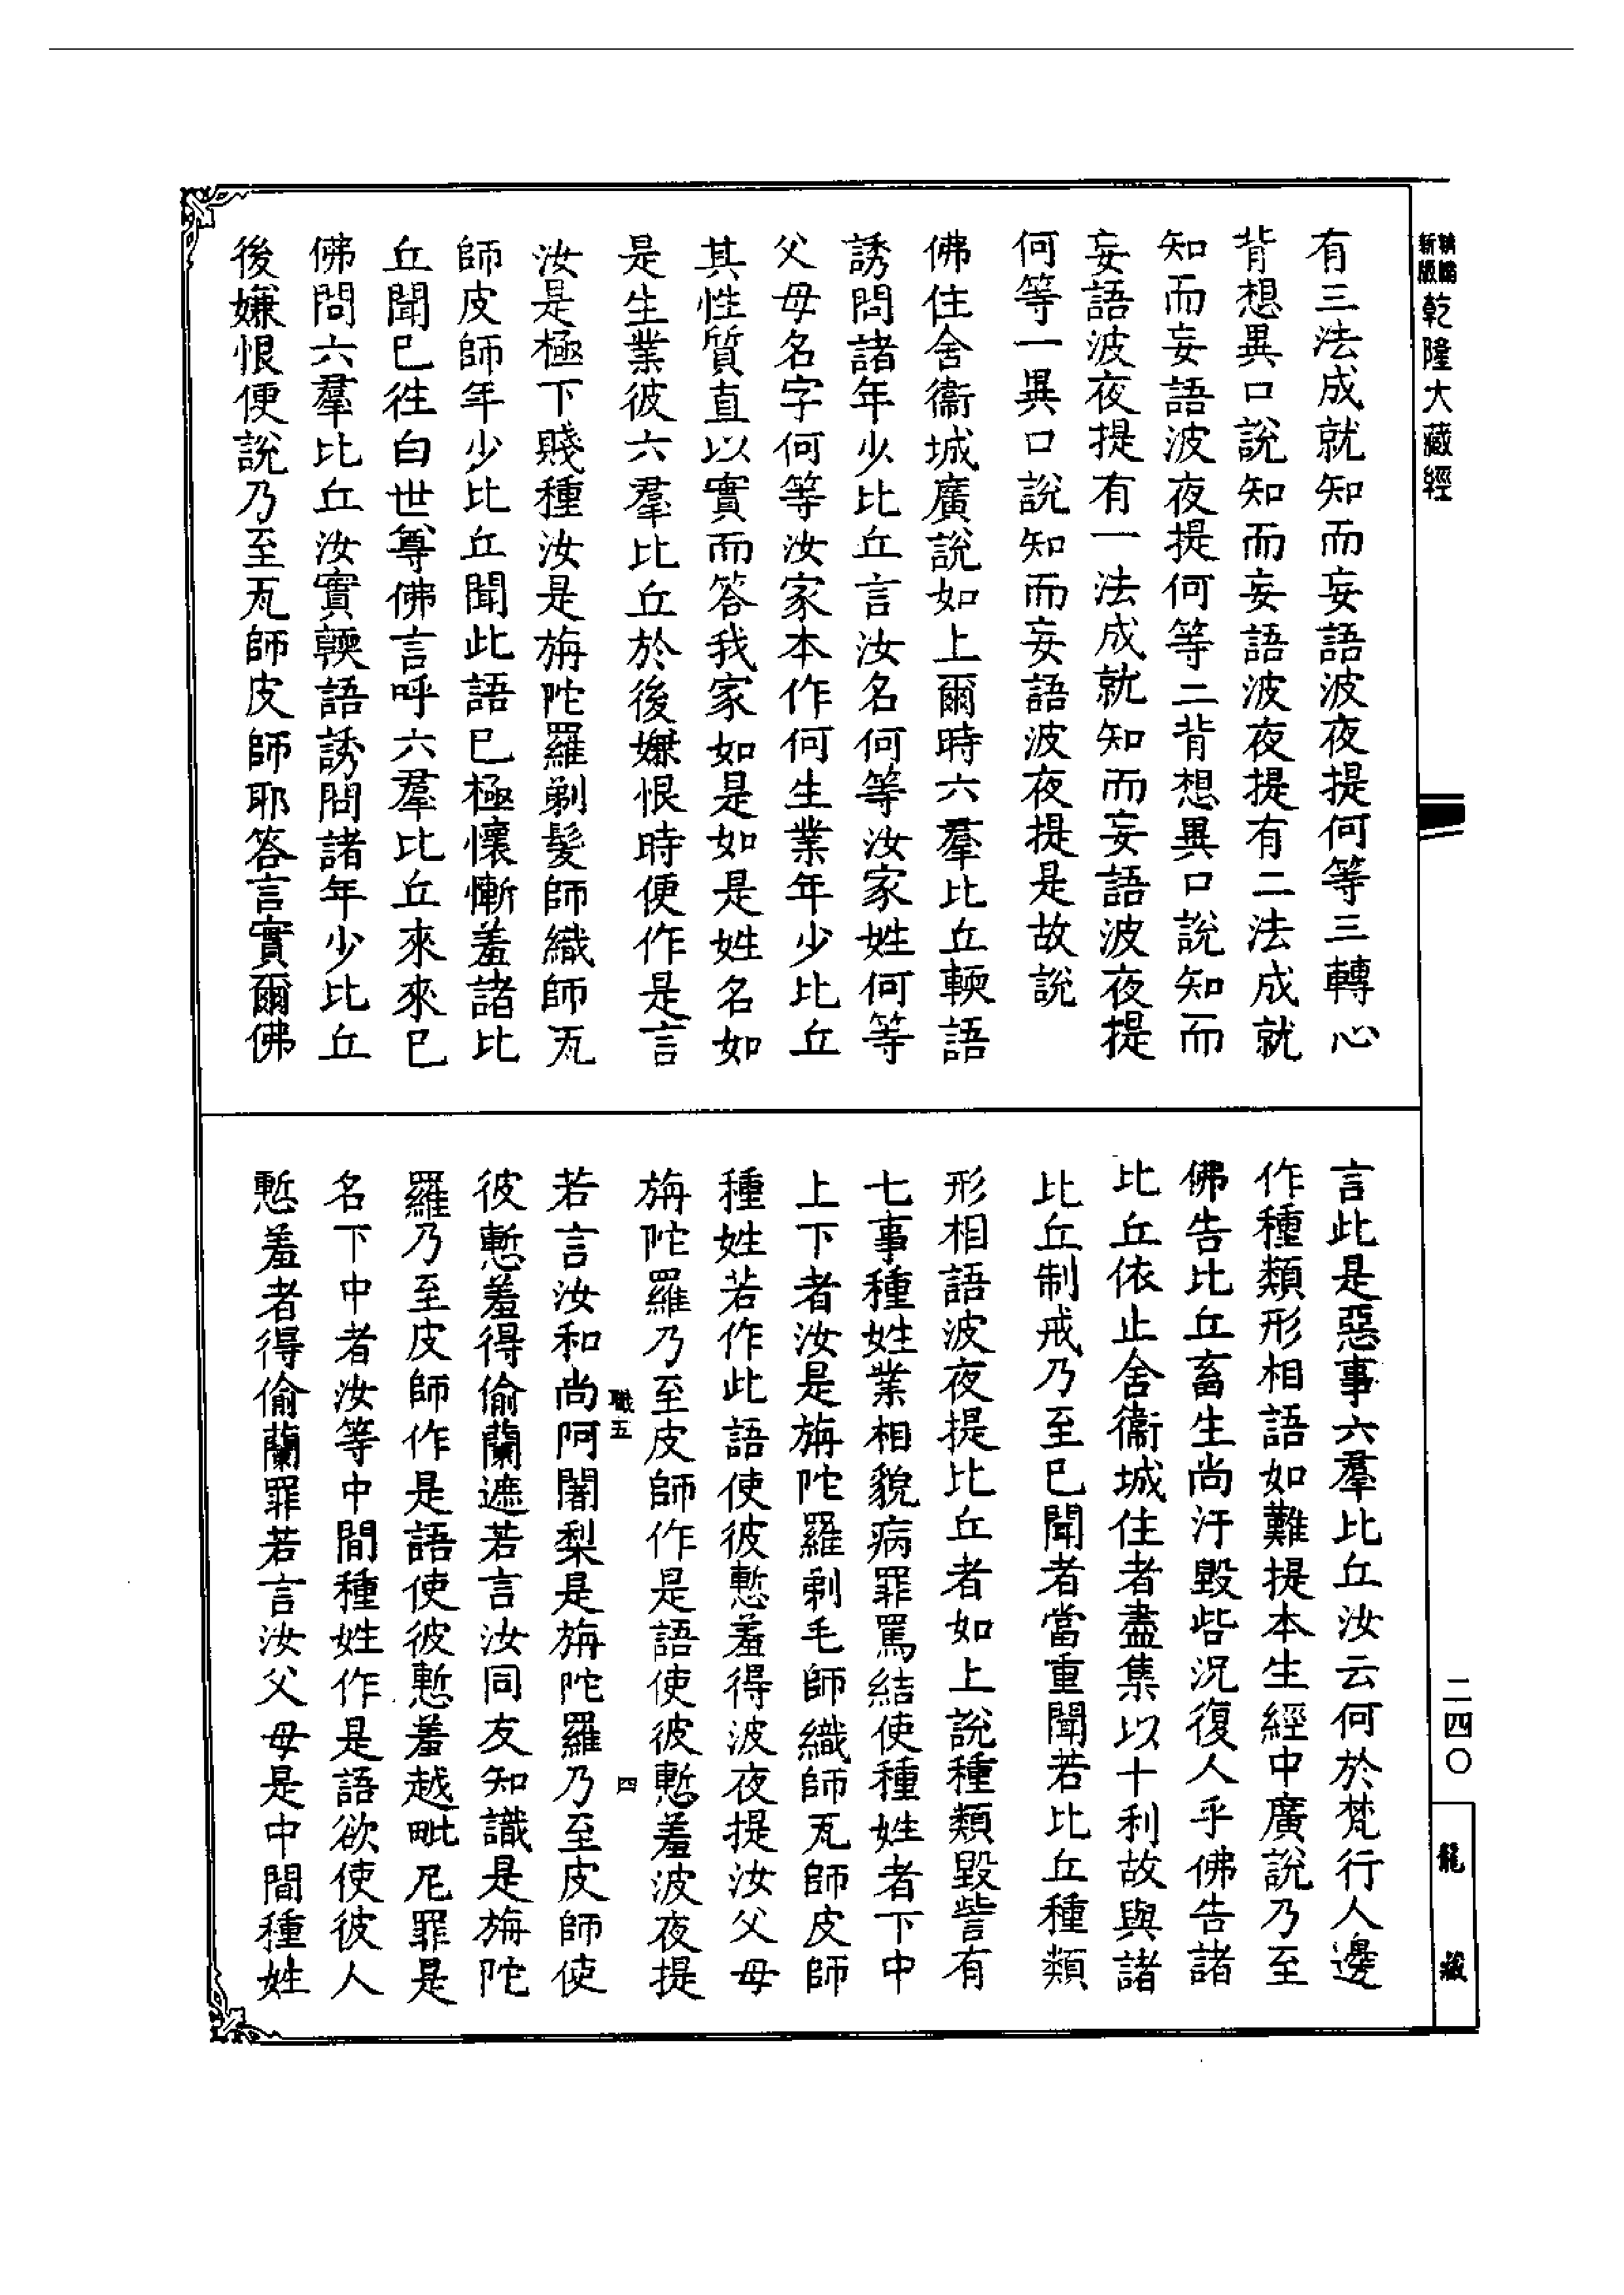 新版
乾隆大藏經
有三法成就知而妄語波夜提何等三轉心
背想異口說知而妄語波夜提有二法成就
知而妄語波夜提何等二背想異口說知而
妄語波夜提有一法成就知而妄語波夜提
何等一異口說知而妄語波夜提是故說
佛住舍衞城廣說如上爾時六羣比丘輭語
誘問諸年少比丘言汝名何等汝家姓何等
父母名字何等汝家本作何生業年少比丘
其性質直以實而答我家如是如是姓名如
是生業彼六羣比丘於後嫌恨時便作是言
汝是極下賤種汝是旃陀羅剃髮師織師瓦
師皮師年少比丘聞此語已極懷慚羞諸比
丘聞已往白世尊佛言呼六羣比丘來來已
佛問六羣比丘汝實輭語誘問諸年少比丘
後嫌恨便說乃至瓦師皮師耶答言實爾佛
言此是惡事六羣比丘汝云何於梵行人邊
作種類形相語如難提本生經中廣說乃至
佛告比丘畜生尚汙毀呰況復人乎佛告諸
比丘依止舍衞城住者盡集以十利故與諸
比丘制戒乃至已聞者當重聞若比丘種類
形相語波夜提比丘者如上說種類毀訾有
七事種姓業相貌病罪罵結使種姓者下中
上下者汝是旃陀羅剃毛師織師瓦師皮師
種姓若作此語使彼慙羞得波夜提汝父母
旃陀羅乃至皮師作是語使彼慙羞波夜提
職五
四
若言汝和尚阿闍梨是旃陀羅乃至皮師使
彼慙羞得偷蘭遮若言汝同友知識是旃陀
羅乃至皮師作是語使彼慙羞越毗尼罪是
名下中者汝等中間種姓作是語欲使彼人
慙羞者得偷蘭罪若言汝父母是中間種姓
二四〇
龍藏